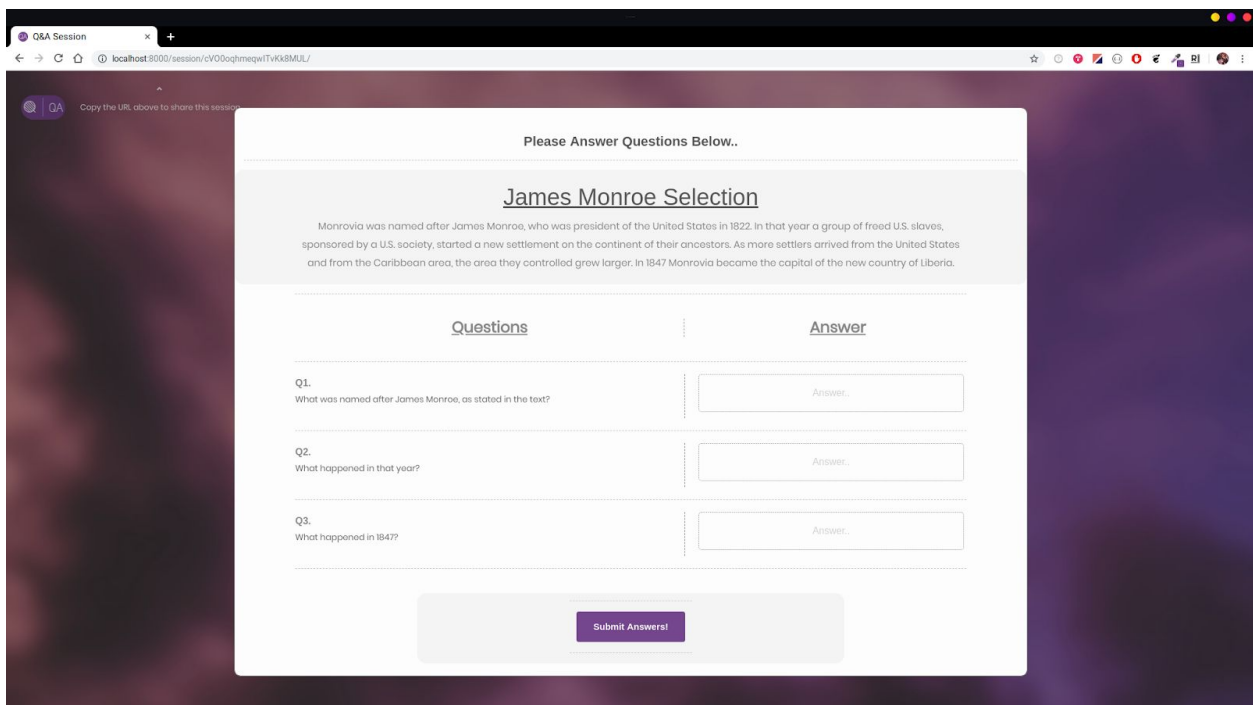 Q&A Session
localhost:8000/session/cVO0oqhmeqwITvKk8MUL/
QA
Copy the URL above to share this session
Please Answer Questions Below..
James Monroe Selection
Monrovia was named after James Monroe, who was president of the United States in 1822. In that year a group of freed U.S. slaves,
sponsored by a U.S. society, started a new settlement on the continent of their ancestors. As more settlers arrived from the United States
and from the Caribbean area, the area they controlled grew larger. In 1847 Monrovia became the capital of the new country of Liberia.
Questions
Answer
Q1.
What was named after James Monroe, as stated in the text?
Answer..
Q2.
What happened in that year?
Answer..
Q3.
What happened in 1847?
Answer..
Submit Answers!